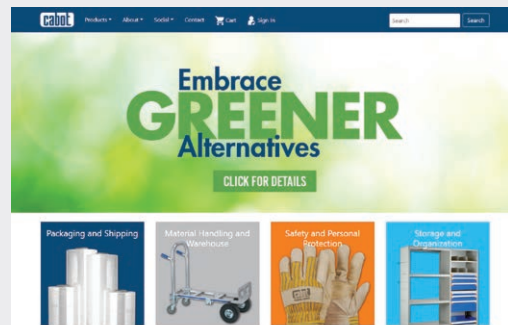 cabot Products About Social Contact Cart Sign In Search Search
Embrace
GREENER
Alternatives
CLICK FOR DETAILS
Packaging and Shipping
Material Handling and
Warehouse
Safety and Personal
Protection
Storage and
Organization
cabot